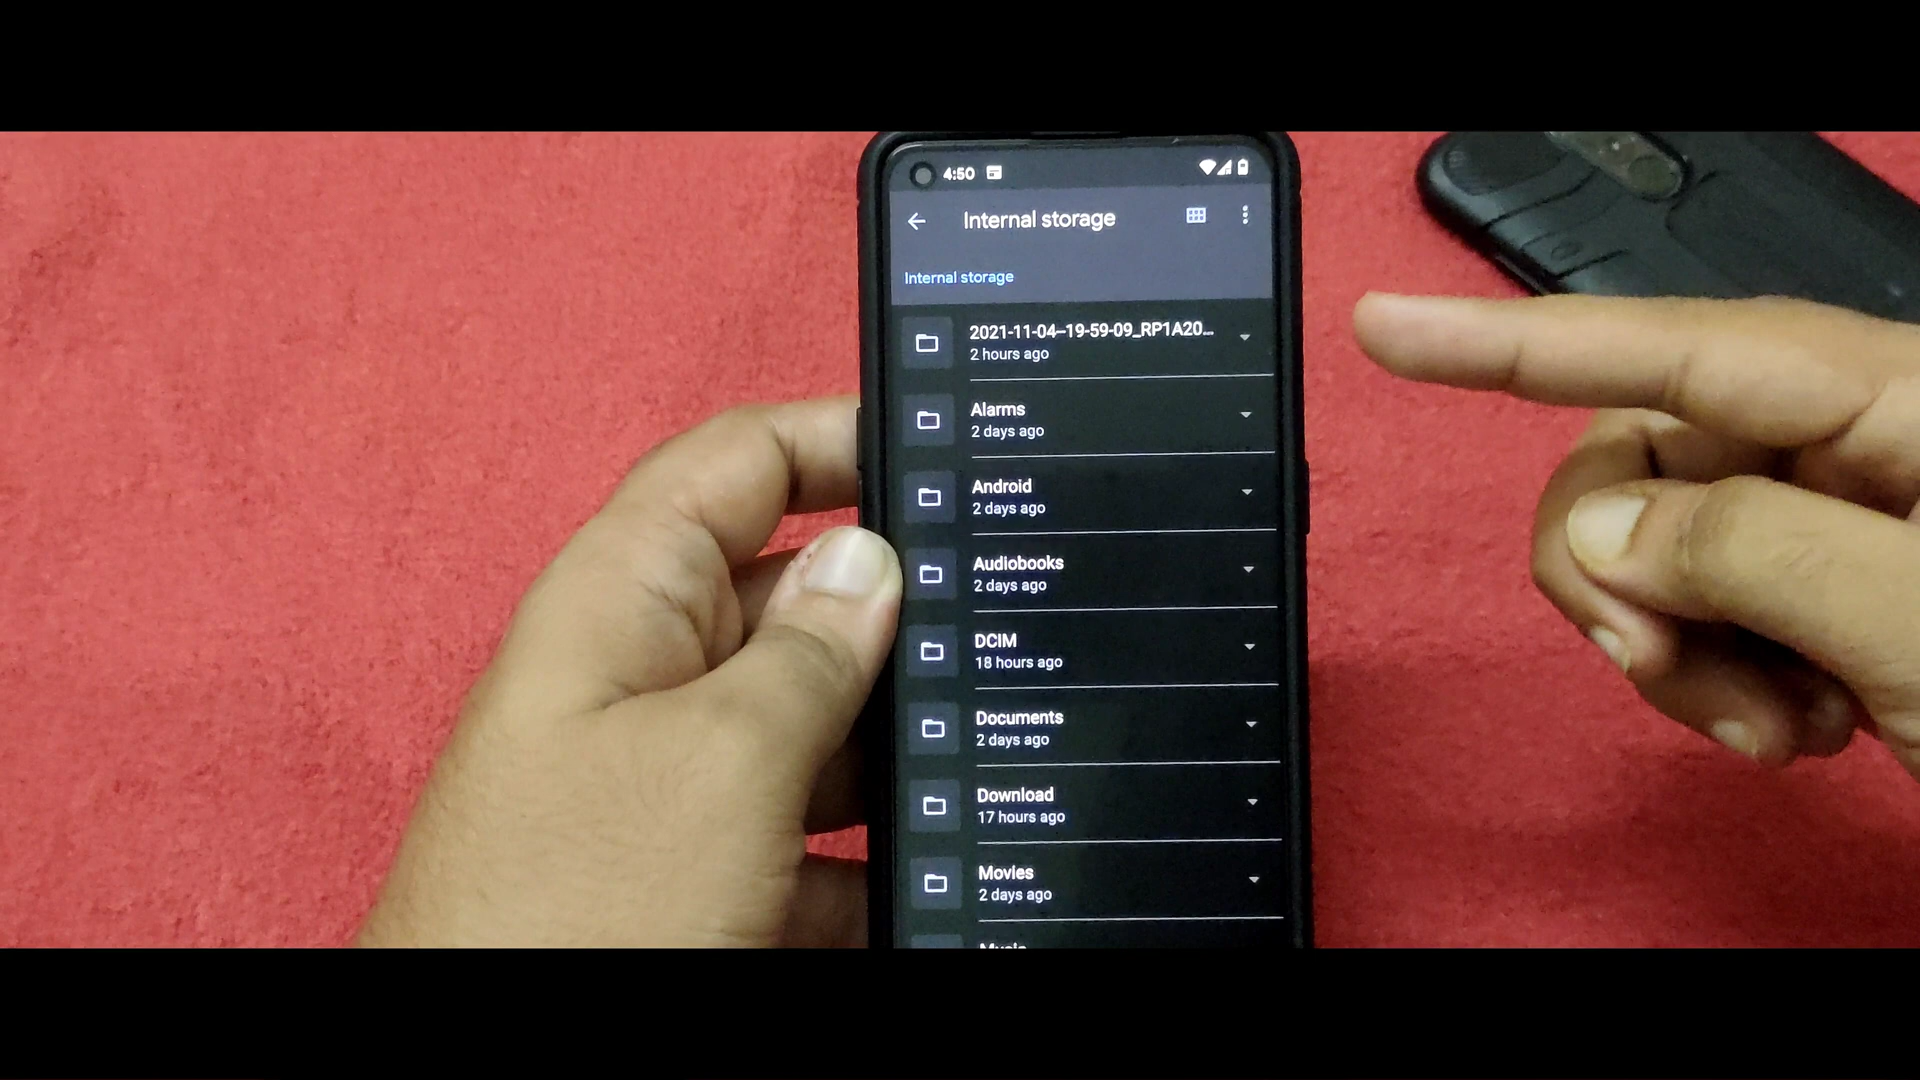 4:50
Internal storage
Internal storage
2021-11-04--19-59-09_RP1A20...
2 hours ago
Alarms
2 days ago
Android
2 days ago
Audiobooks
2 days ago
DCIM
18 hours ago
Documents
2 days ago
Download
17 hours ago
Movies
2 days ago
Music